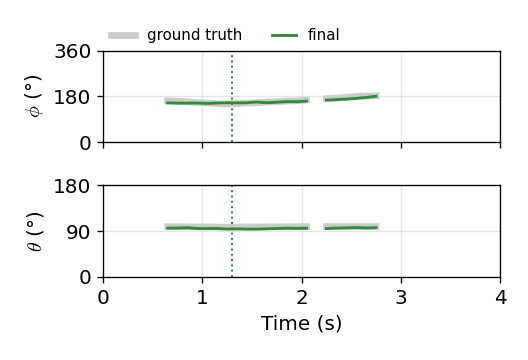 ground truth
final
360
180
0
ϕ (°)
180
90
0
θ (°)
0 1 2 3 4
Time (s)